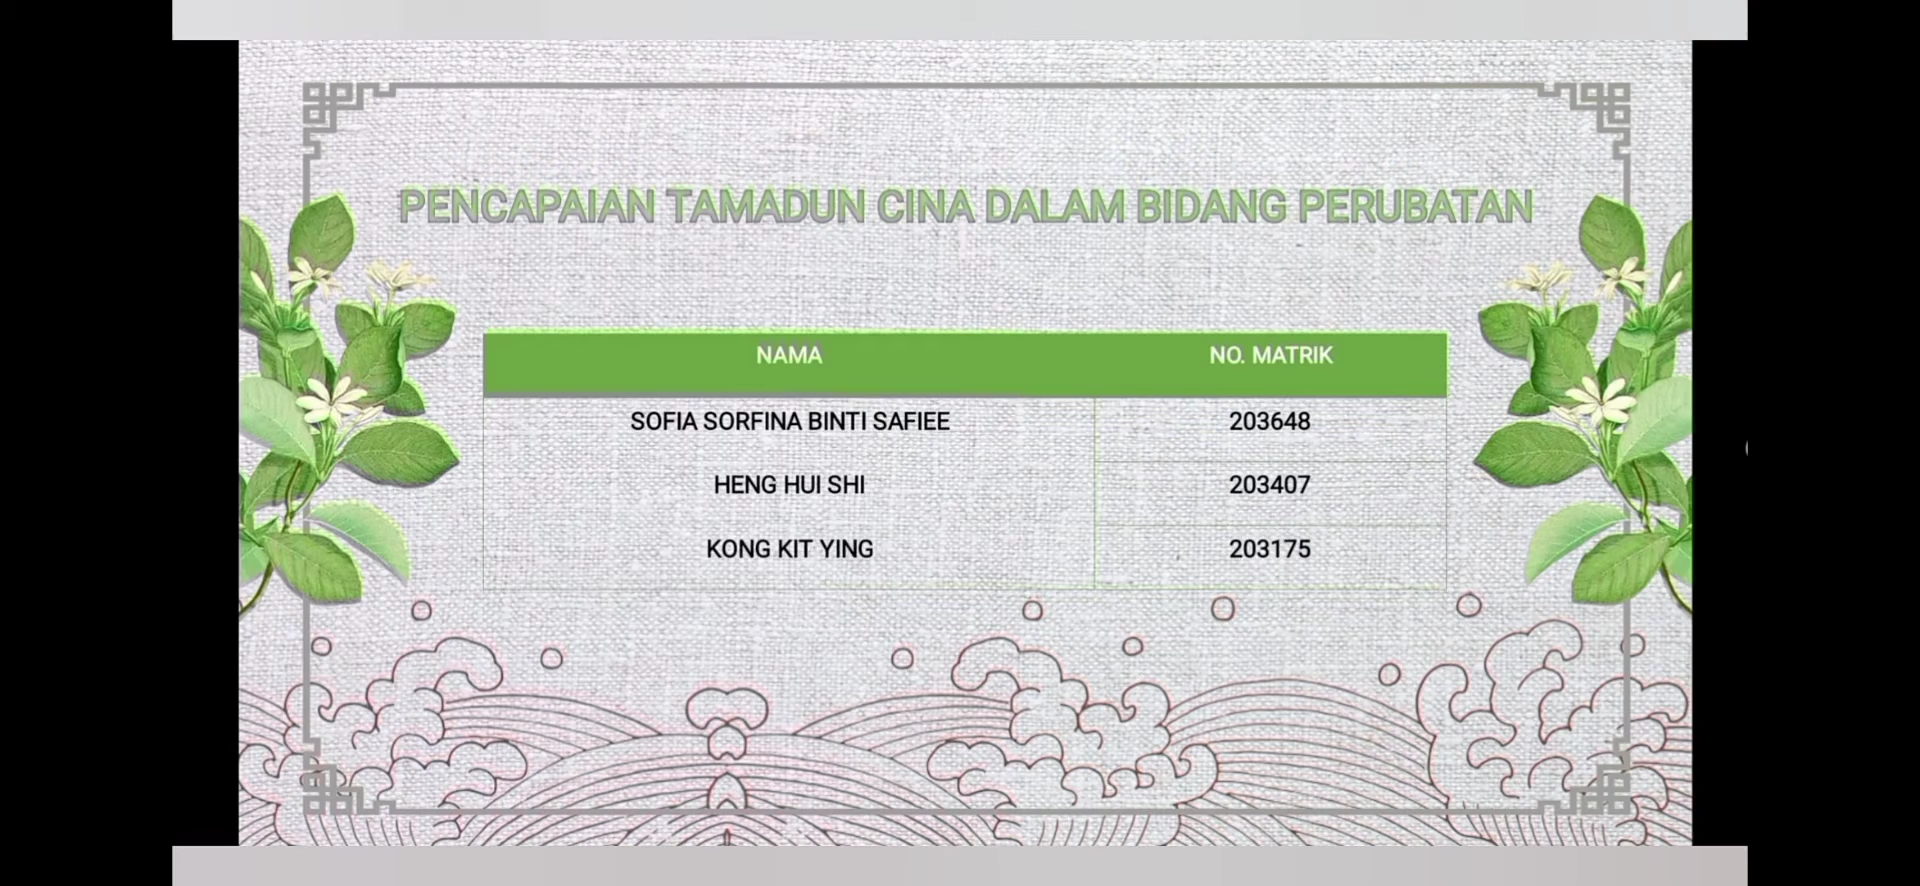 PENCAPAIAN TAMADUN CINA DALAM BIDANG PERUBATAN
NAMA NO. MATRIK
SOFIA SORFINA BINTI SAFIEE 203648
HENG HUI SHI 203407
KONG KIT YING 203175